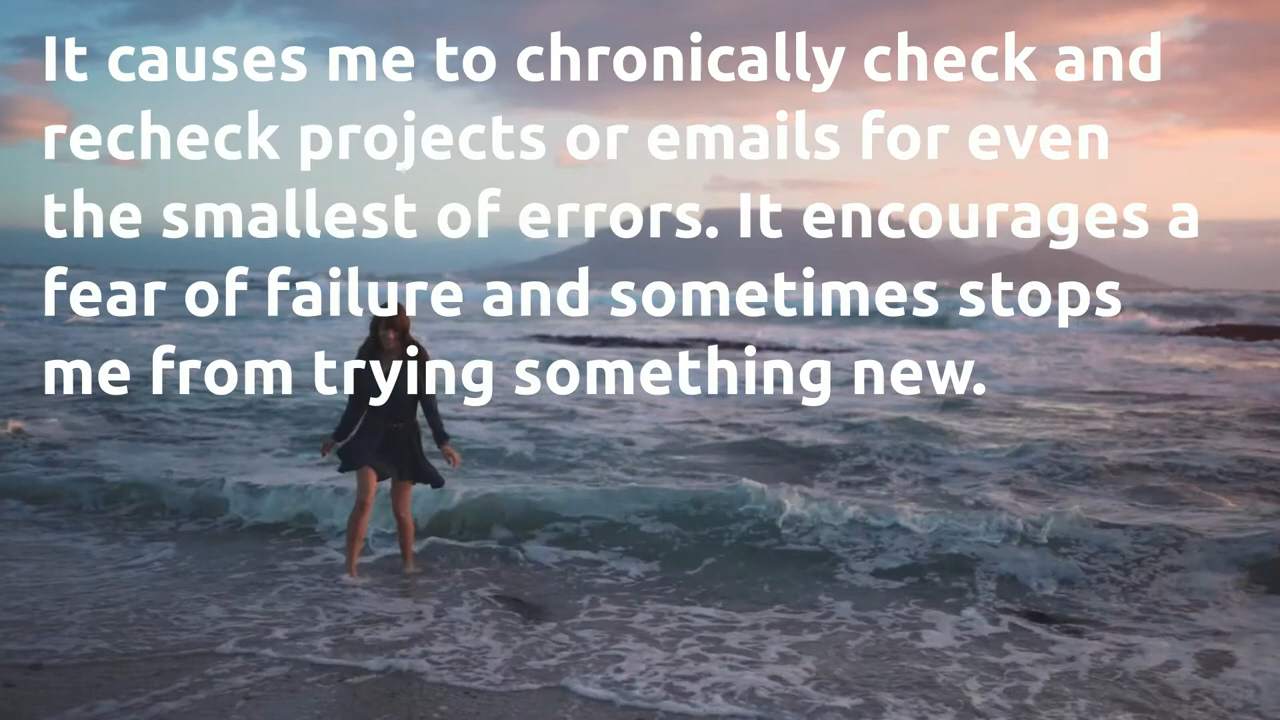 It causes me to chronically check and
recheck projects or emails for even
the smallest of errors. It encourages a
fear of failure and sometimes stops
me from trying something new.